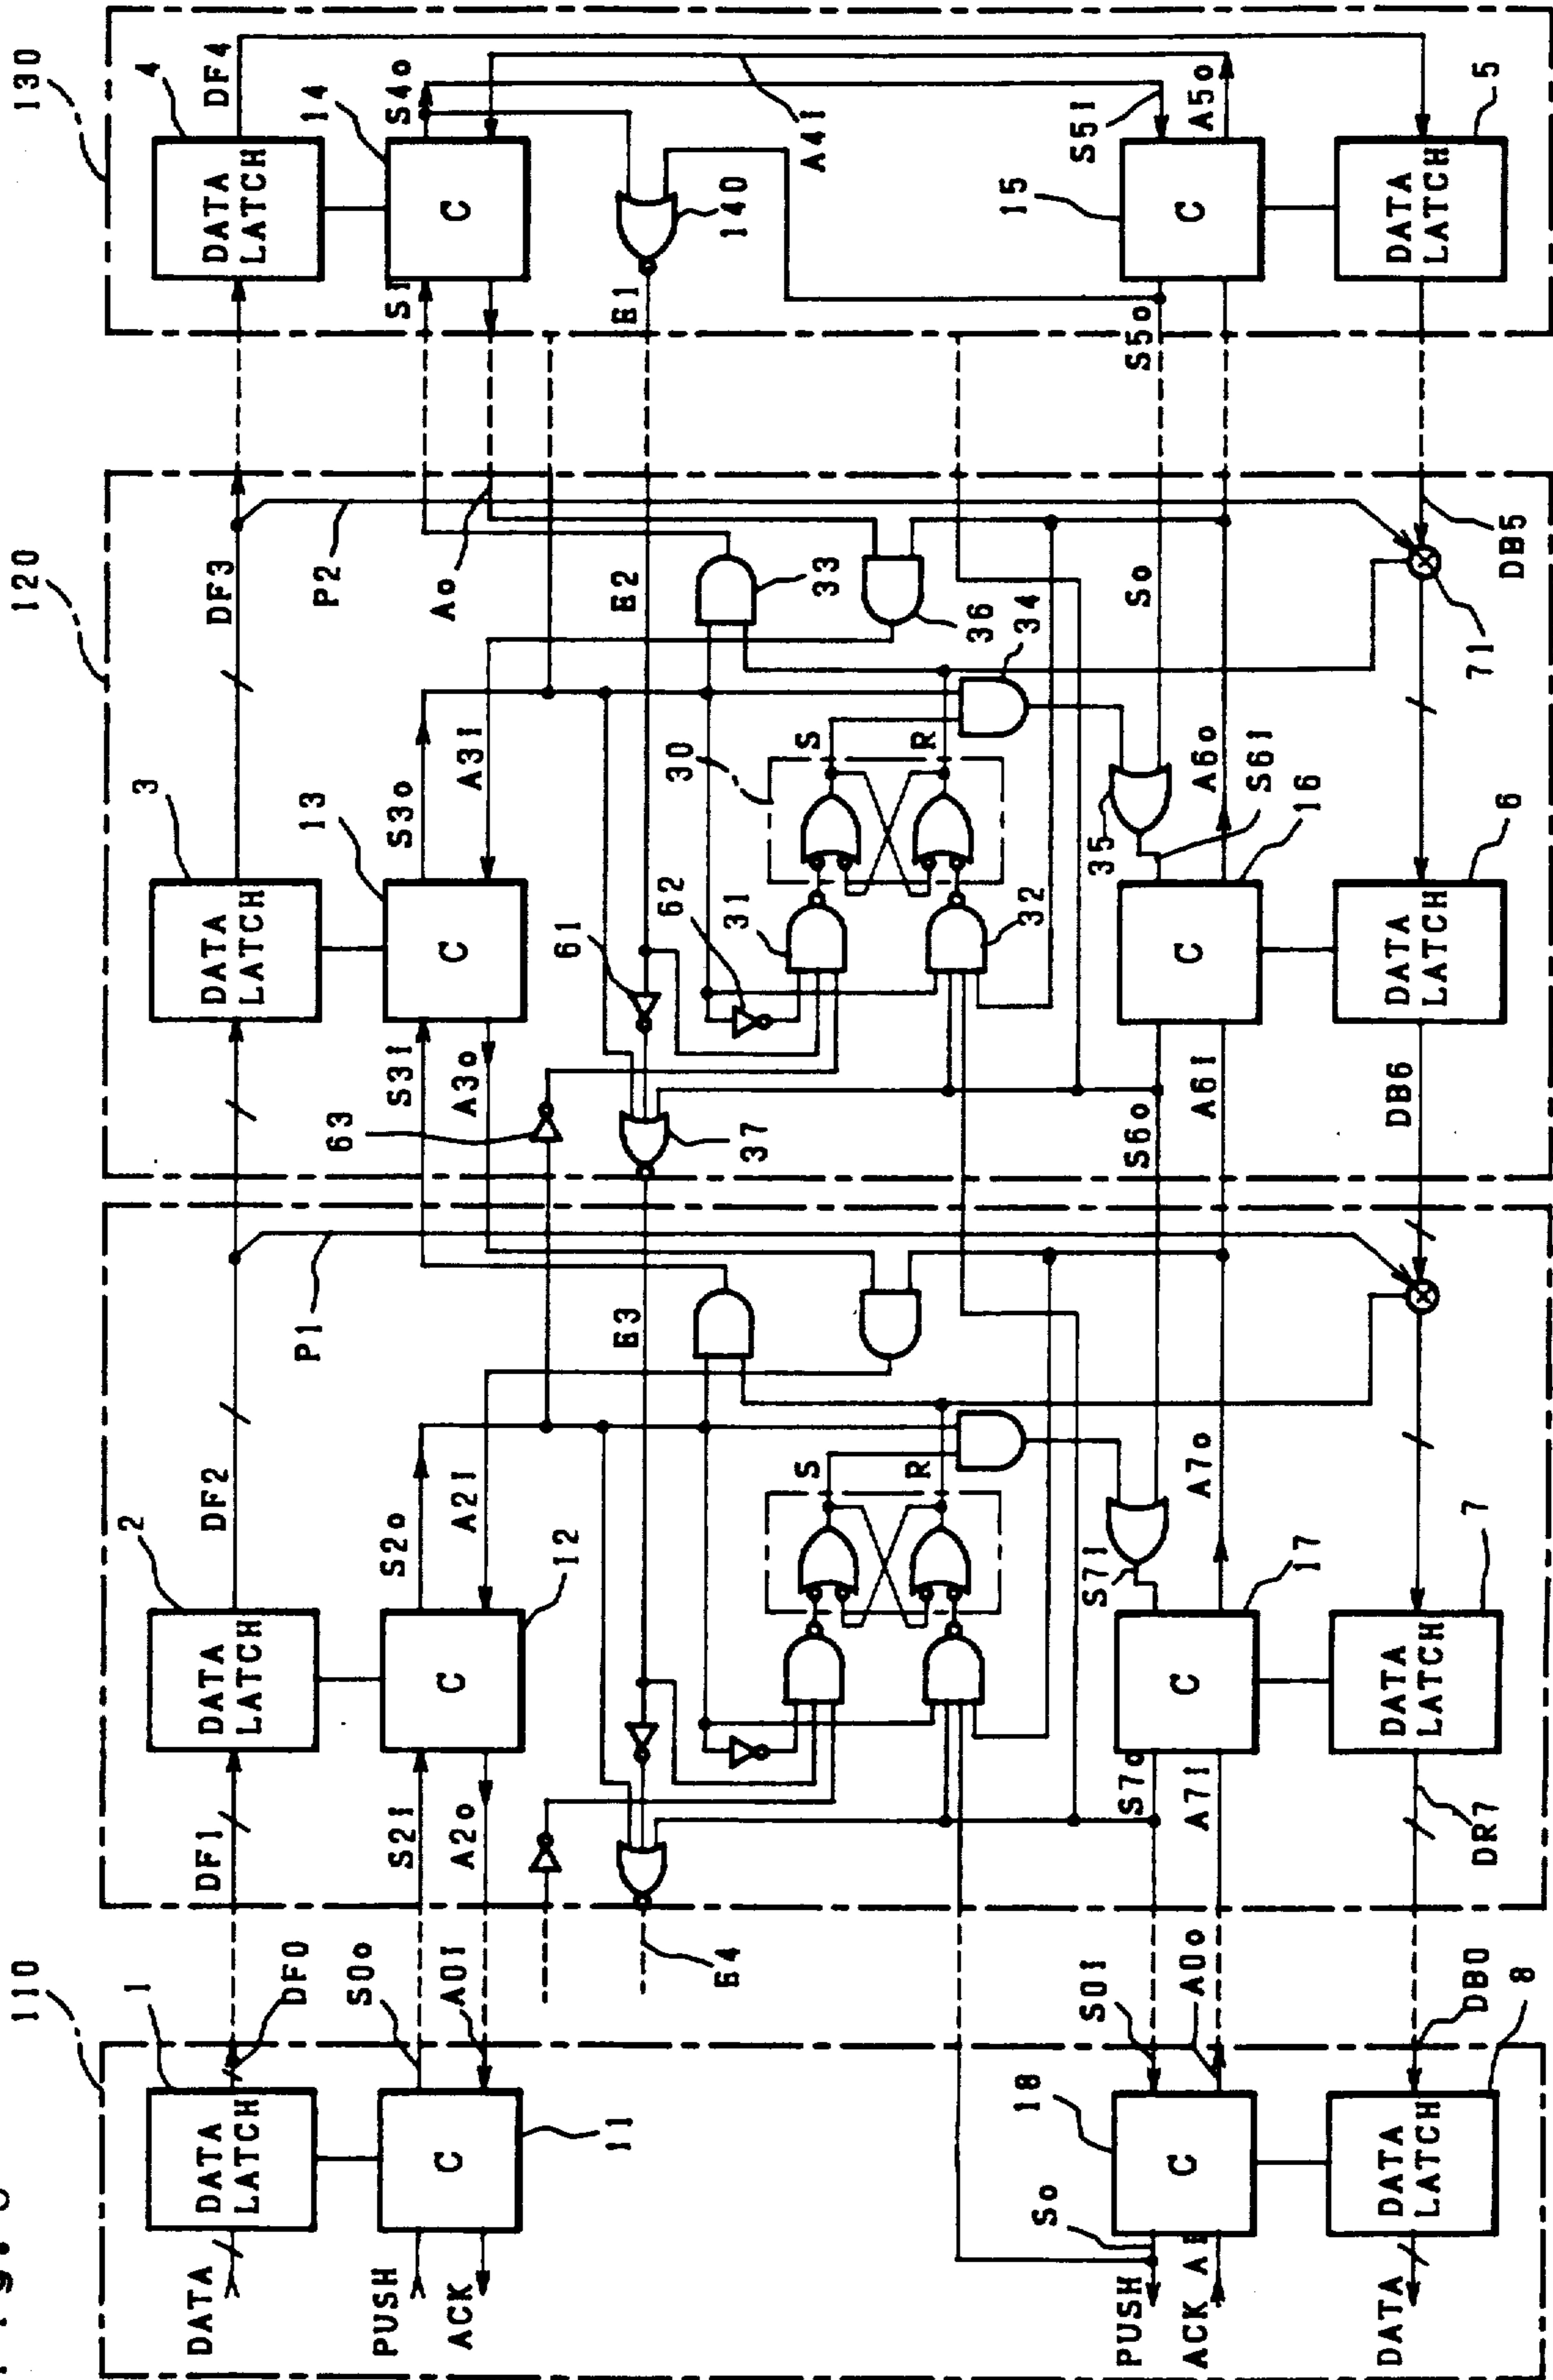 130
4
DATA
LATCH
DF4
14
C
S4o
SI
A4I
140
B1
S5I
A5o
15
C
S5o
5
DATA
LATCH
120
DF3
P2
Ao
3
DATA
LATCH
13
C
S3o
A3I
S3I
A3o
B2
33
36
34
30
S
R
31
32
61
62
63
37
So
35
A6o
S6I
16
C
S6o
A6I
DB5
71
6
DATA
LATCH
DB6
P1
DF2
2
DATA
LATCH
S2o
A2I
12
C
S2I
A2o
DF1
B3
S
R
S7I
A7o
17
C
S7o
A7I
7
DATA
LATCH
DR7
B4
110
1
DATA
LATCH
DF0
S0o
A0I
11
C
DATA
PUSH
ACK
S0I
A0o
18
C
So
PUSH
ACK
DB0
8
DATA
LATCH
DATA